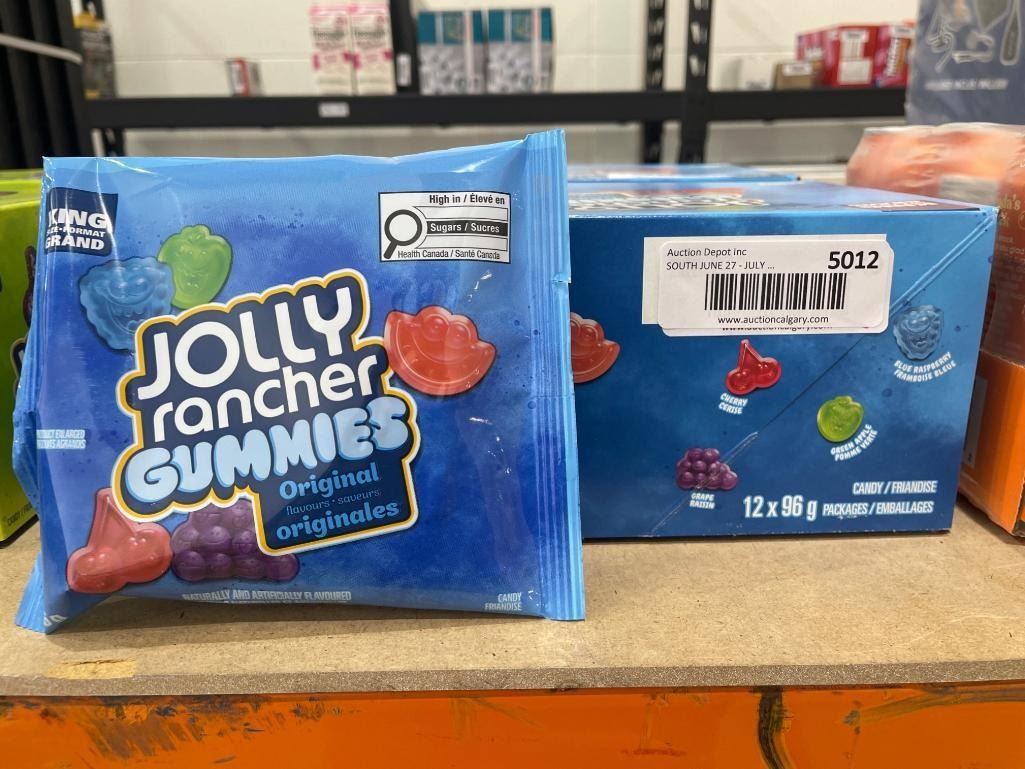 KING
SIZE•FORMAT
GRAND
High in / Élevé en
Sugars / Sucres
Health Canada / Santé Canada
JOLLY
rancher
GUMMIES
Original
flavours • saveurs
originales
NATURALLY AND ARTIFICIALLY FLAVOURED
CANDY
FRIANDISE
Auction Depot Inc
SOUTH JUNE 27 - JULY ...
5012
www.auctioncalgary.com
CHERRY
CERISE
BLUE RASPBERRY
FRAMBOISE BLEUE
GREEN APPLE
POMME VERTE
GRAPE
RAISIN
12 x 96 g
CANDY / FRIANDISE
PACKAGES / EMBALLAGES